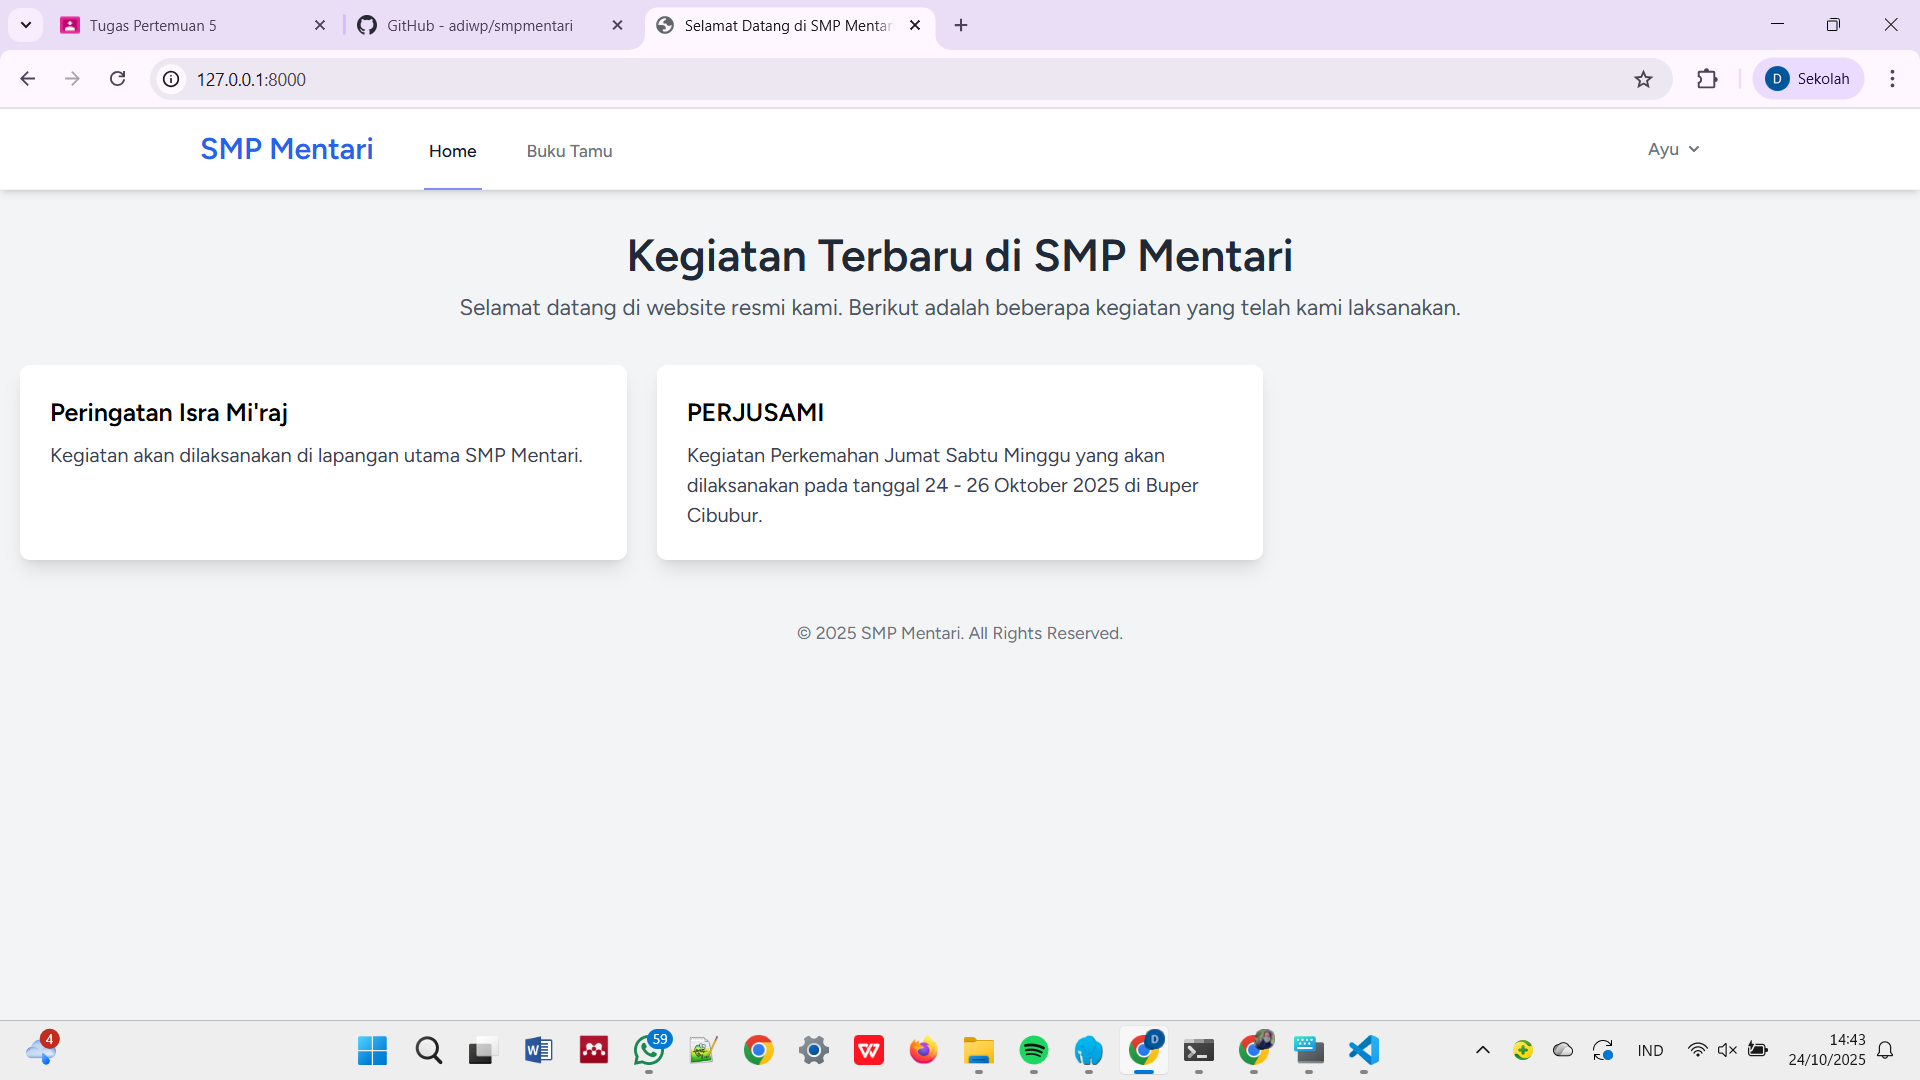 Tugas Pertemuan 5
GitHub - adiwp/smpmentari
Selamat Datang di SMP Mentar
127.0.0.1:8000
D
Sekolah
SMP Mentari
Home
Buku Tamu
Ayu
Kegiatan Terbaru di SMP Mentari
Selamat datang di website resmi kami. Berikut adalah beberapa kegiatan yang telah kami laksanakan.
Peringatan Isra Mi'raj
Kegiatan akan dilaksanakan di lapangan utama SMP Mentari.
PERJUSAMI
Kegiatan Perkemahan Jumat Sabtu Minggu yang akan
dilaksanakan pada tanggal 24 - 26 Oktober 2025 di Buper
Cibubur.
© 2025 SMP Mentari. All Rights Reserved.
4
59
D
IND
14:43
24/10/2025